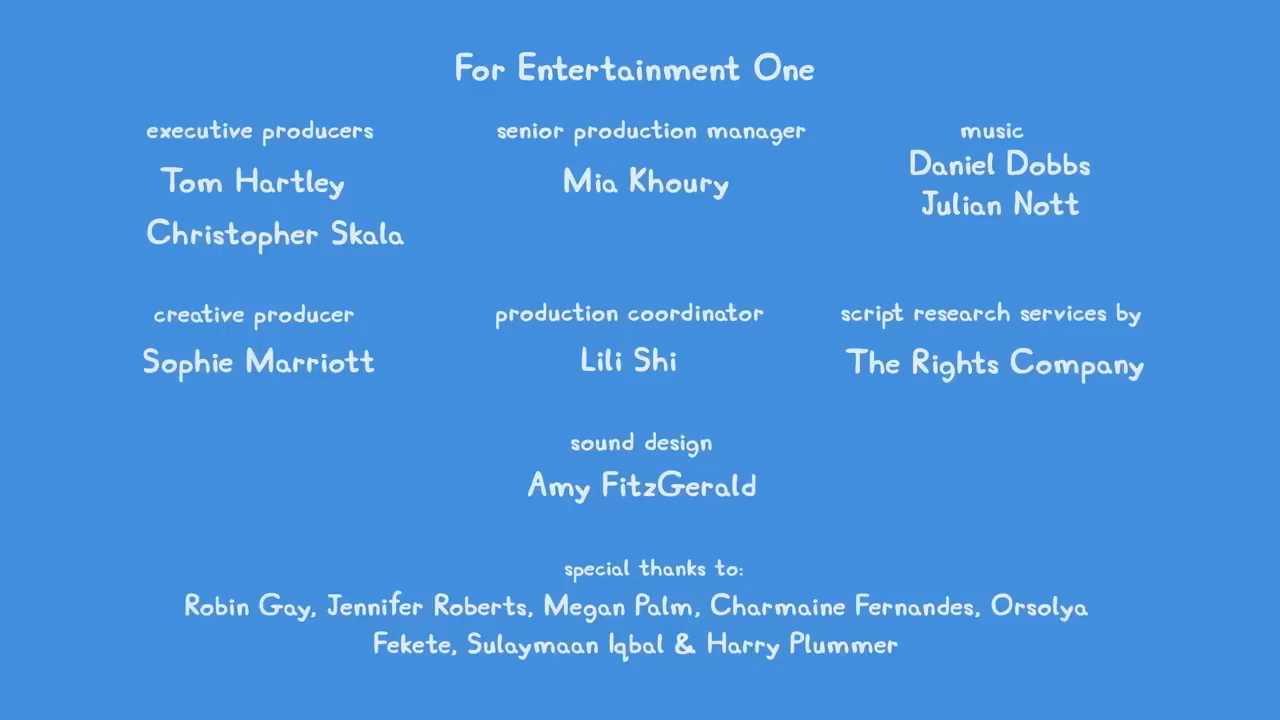 For Entertainment One
executive producers
Tom Hartley
Christopher Skala
senior production manager
Mia Khoury
music
Daniel Dobbs
Julian Nott
creative producer
Sophie Marriott
production coordinator
Lili Shi
script research services by
The Rights Company
sound design
Amy FitzGerald
special thanks to:
Robin Gay, Jennifer Roberts, Megan Palm, Charmaine Fernandes, Orsolya
Fekete, Sulaymaan Iqbal & Harry Plummer